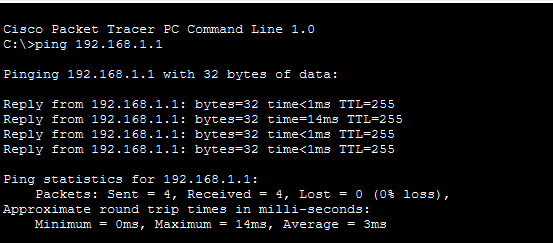 Cisco Packet Tracer PC Command Line 1.0
C:\>ping 192.168.1.1
Pinging 192.168.1.1 with 32 bytes of data:
Reply from 192.168.1.1: bytes=32 time<1ms TTL=255
Reply from 192.168.1.1: bytes=32 time=14ms TTL=255
Reply from 192.168.1.1: bytes=32 time<1ms TTL=255
Reply from 192.168.1.1: bytes=32 time<1ms TTL=255
Ping statistics for 192.168.1.1:
    Packets: Sent = 4, Received = 4, Lost = 0 (0% loss),
Approximate round trip times in milli-seconds:
    Minimum = 0ms, Maximum = 14ms, Average = 3ms